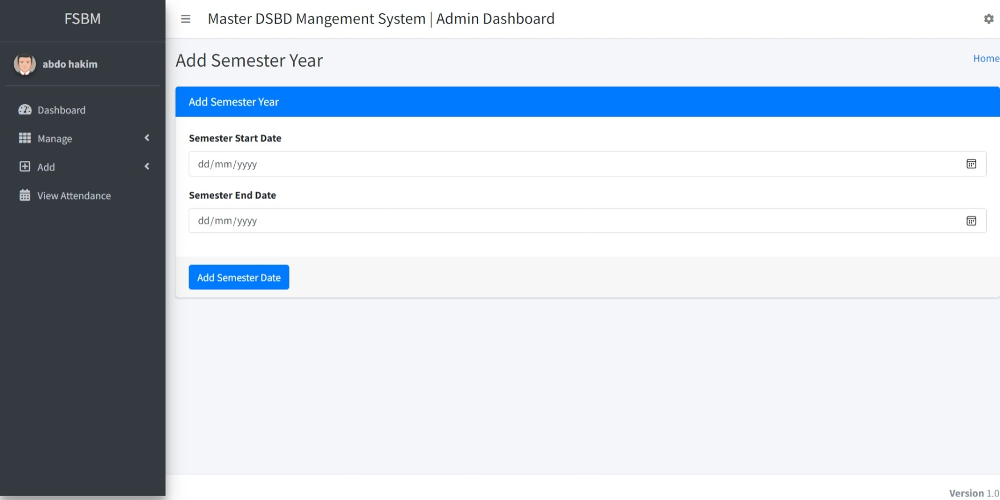 FSBM
Master DSBD Mangement System | Admin Dashboard
abdo hakim
Dashboard
Manage
Add
View Attendance
Add Semester Year
Home
Add Semester Year
Semester Start Date
dd/mm/yyyy
Semester End Date
dd/mm/yyyy
Add Semester Date
Version 1.0